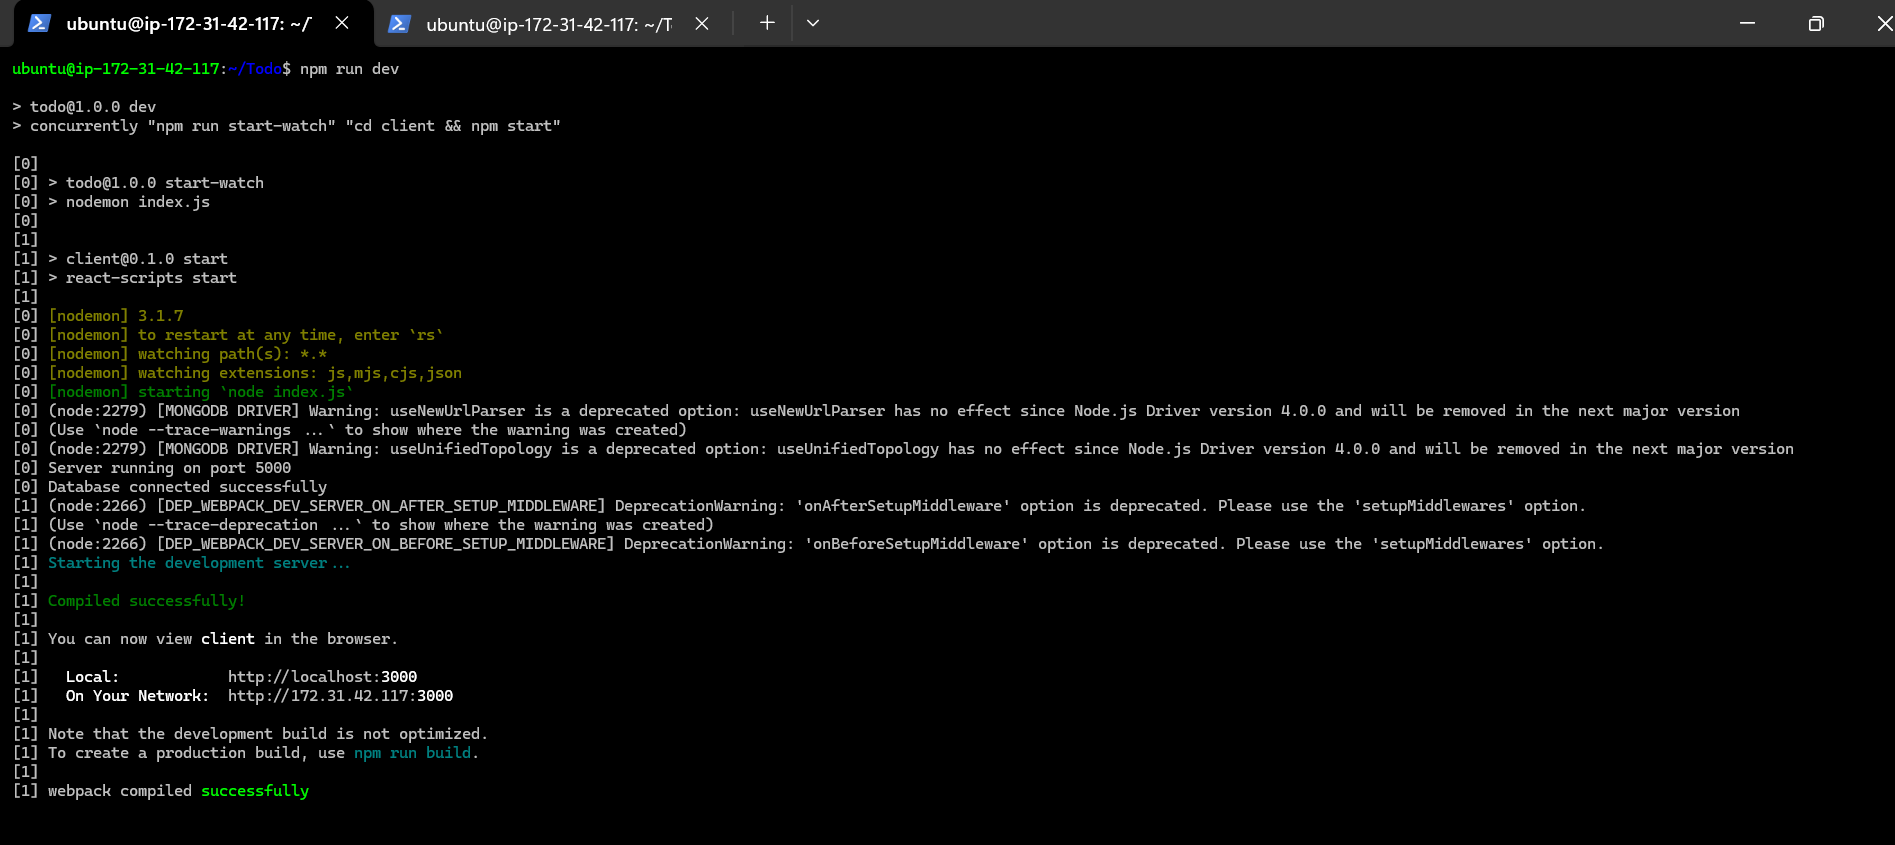 ubuntu@ip-172-31-42-117: ~/
ubuntu@ip-172-31-42-117: ~/T
ubuntu@ip-172-31-42-117:~/Todo$ npm run dev
> todo@1.0.0 dev
> concurrently "npm run start-watch" "cd client && npm start"
[0]
[0] > todo@1.0.0 start-watch
[0] > nodemon index.js
[0]
[1]
[1] > client@0.1.0 start
[1] > react-scripts start
[1]
[0] [nodemon] 3.1.7
[0] [nodemon] to restart at any time, enter `rs`
[0] [nodemon] watching path(s): *.*
[0] [nodemon] watching extensions: js,mjs,cjs,json
[0] [nodemon] starting `node index.js`
[0] (node:2279) [MONGODB DRIVER] Warning: useNewUrlParser is a deprecated option: useNewUrlParser has no effect since Node.js Driver version 4.0.0 and will be removed in the next major version
[0] (Use `node --trace-warnings ...` to show where the warning was created)
[0] (node:2279) [MONGODB DRIVER] Warning: useUnifiedTopology is a deprecated option: useUnifiedTopology has no effect since Node.js Driver version 4.0.0 and will be removed in the next major version
[0] Server running on port 5000
[0] Database connected successfully
[1] (node:2266) [DEP_WEBPACK_DEV_SERVER_ON_AFTER_SETUP_MIDDLEWARE] DeprecationWarning: 'onAfterSetupMiddleware' option is deprecated. Please use the 'setupMiddlewares' option.
[1] (Use `node --trace-deprecation ...` to show where the warning was created)
[1] (node:2266) [DEP_WEBPACK_DEV_SERVER_ON_BEFORE_SETUP_MIDDLEWARE] DeprecationWarning: 'onBeforeSetupMiddleware' option is deprecated. Please use the 'setupMiddlewares' option.
[1] Starting the development server...
[1]
[1] Compiled successfully!
[1]
[1] You can now view client in the browser.
[1]
[1]   Local:            http://localhost:3000
[1]   On Your Network:  http://172.31.42.117:3000
[1]
[1] Note that the development build is not optimized.
[1] To create a production build, use npm run build.
[1]
[1] webpack compiled successfully